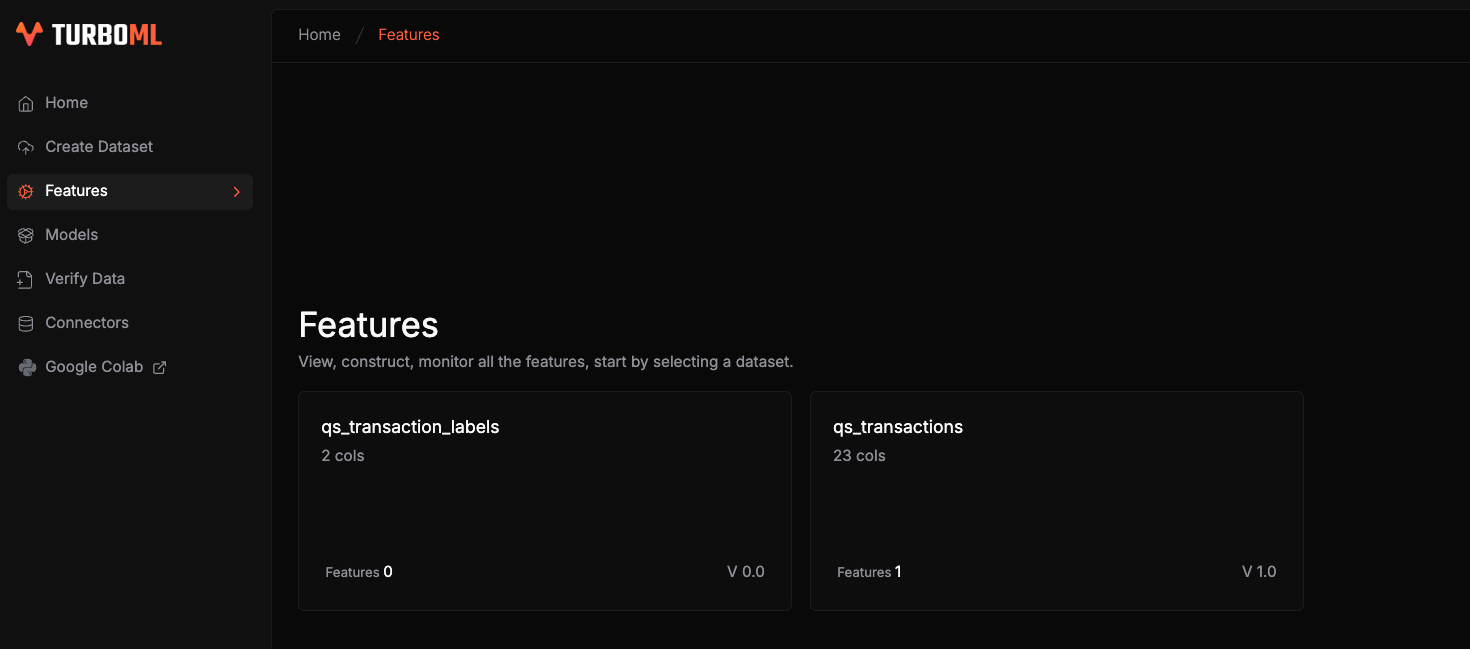 TURBOML
Home
Create Dataset
Features
Models
Verify Data
Connectors
Google Colab
Home / Features
Features
View, construct, monitor all the features, start by selecting a dataset.
qs_transaction_labels
2 cols
Features 0
V 0.0
qs_transactions
23 cols
Features 1
V 1.0